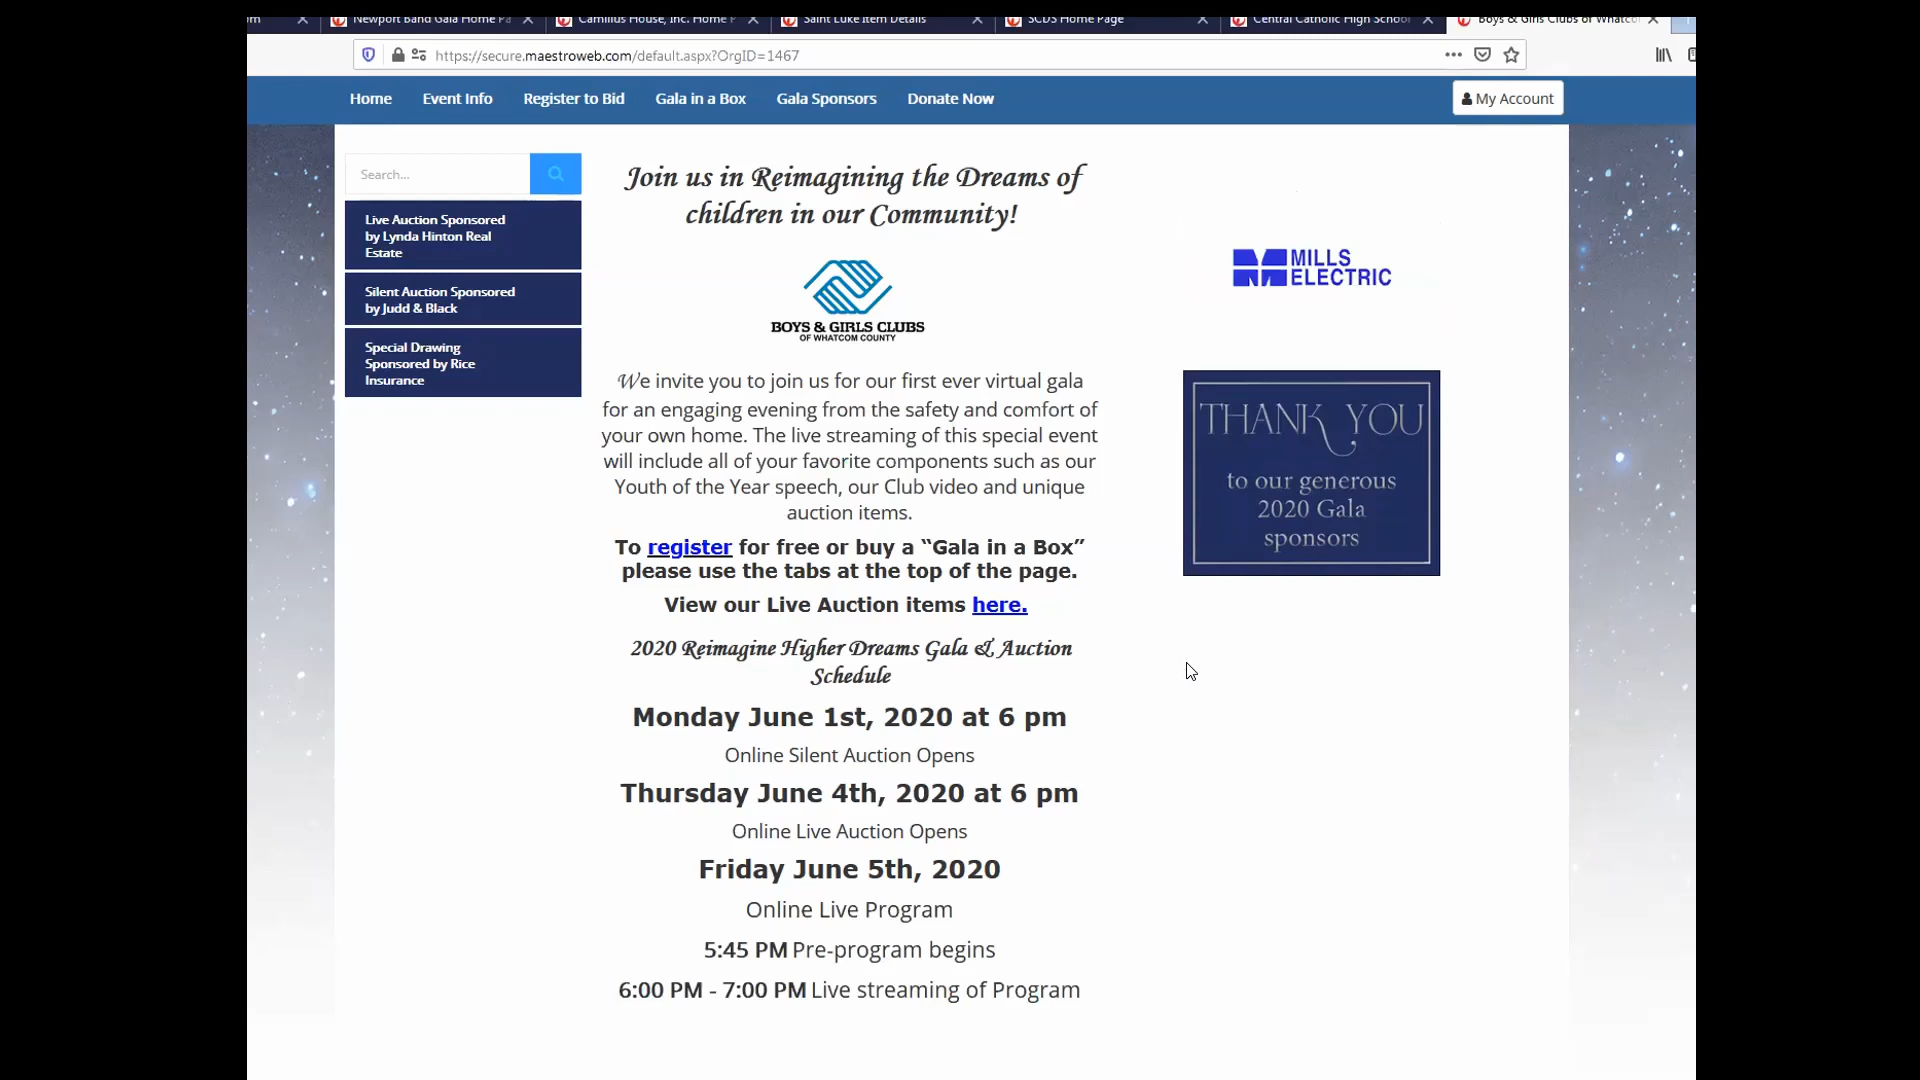 Newport Band Gala Home Pa
Camillus House, Inc. Home P
Saint Luke Item Details
SCDS Home Page
Central Catholic High School
Boys & Girls Clubs of Whatco
https://secure.maestroweb.com/default.aspx?OrgID=1467
Home
Event Info
Register to Bid
Gala in a Box
Gala Sponsors
Donate Now
My Account
Search...
Live Auction Sponsored
by Lynda Hinton Real
Estate
Silent Auction Sponsored
by Judd & Black
Special Drawing
Sponsored by Rice
Insurance
Join us in Reimagining the Dreams of
children in our Community!
BOYS & GIRLS CLUBS
OF WHATCOM COUNTY
We invite you to join us for our first ever virtual gala
for an engaging evening from the safety and comfort of
your own home. The live streaming of this special event
will include all of your favorite components such as our
Youth of the Year speech, our Club video and unique
auction items.
To register for free or buy a “Gala in a Box”
please use the tabs at the top of the page.
View our Live Auction items here.
2020 Reimagine Higher Dreams Gala & Auction
Schedule
Monday June 1st, 2020 at 6 pm
Online Silent Auction Opens
Thursday June 4th, 2020 at 6 pm
Online Live Auction Opens
Friday June 5th, 2020
Online Live Program
5:45 PM Pre-program begins
6:00 PM - 7:00 PM Live streaming of Program
MILLS
ELECTRIC
THANK YOU
to our generous
2020 Gala
sponsors